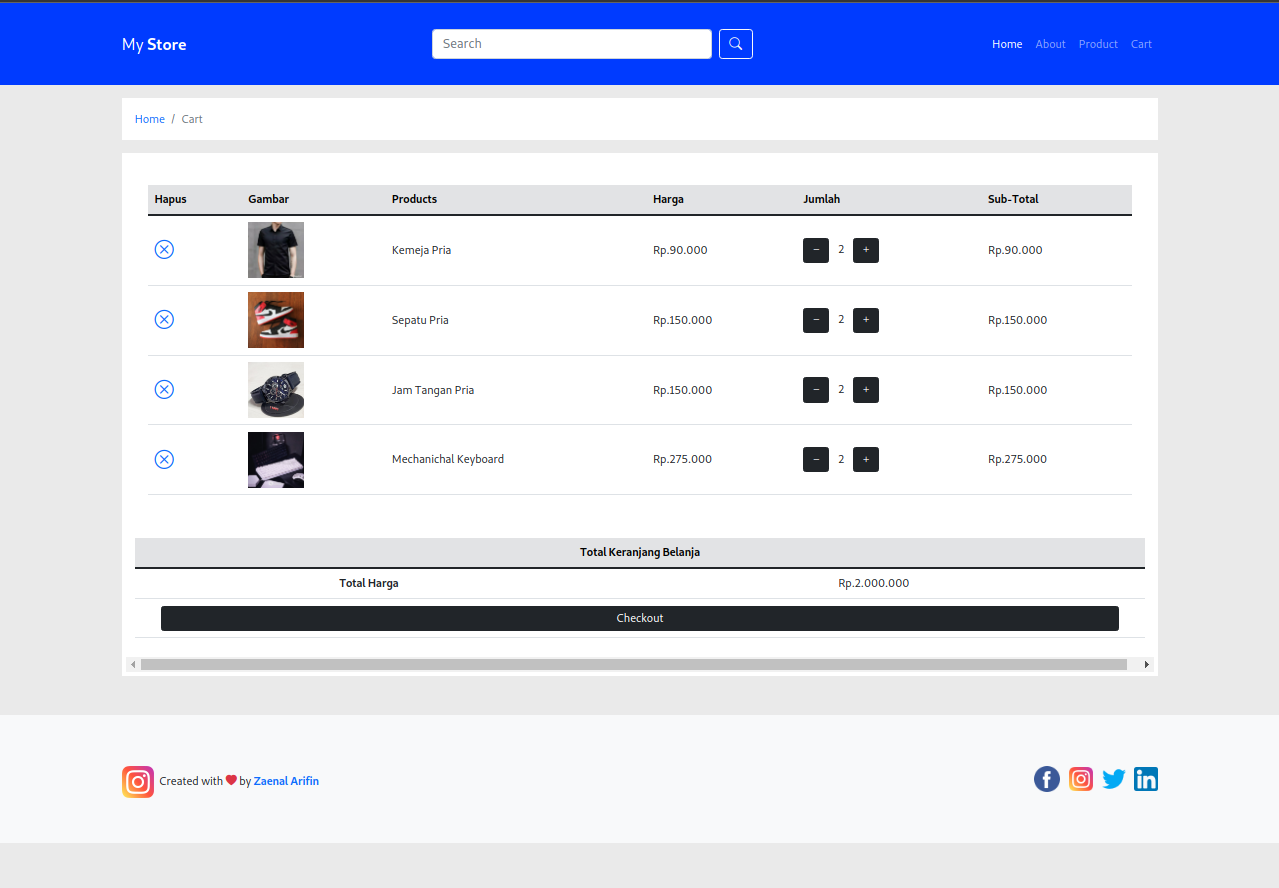 My Store
Search
Home About Product Cart
Home / Cart
Hapus Gambar Products Harga Jumlah Sub-Total
Kemeja Pria Rp.90.000 − 2 + Rp.90.000
Sepatu Pria Rp.150.000 − 2 + Rp.150.000
Jam Tangan Pria Rp.150.000 − 2 + Rp.150.000
Mechanichal Keyboard Rp.275.000 − 2 + Rp.275.000
Total Keranjang Belanja
Total Harga Rp.2.000.000
Checkout
Created with ❤ by Zaenal Arifin